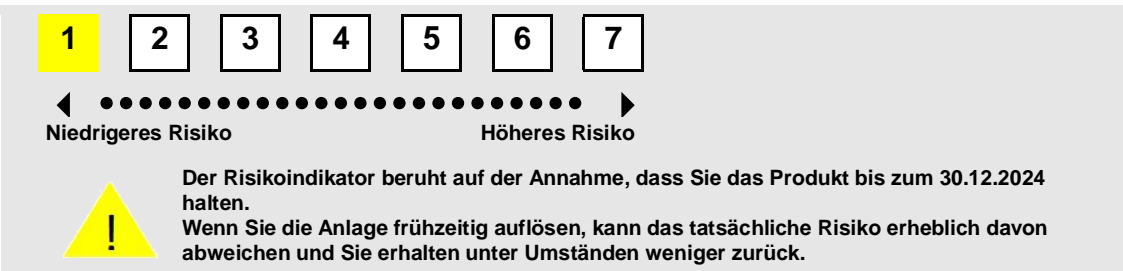 1 2 3 4 5 6 7
Niedrigeres Risiko Höheres Risiko
Der Risikoindikator beruht auf der Annahme, dass Sie das Produkt bis zum 30.12.2024
halten.
! Wenn Sie die Anlage frühzeitig auflösen, kann das tatsächliche Risiko erheblich davon
abweichen und Sie erhalten unter Umständen weniger zurück.